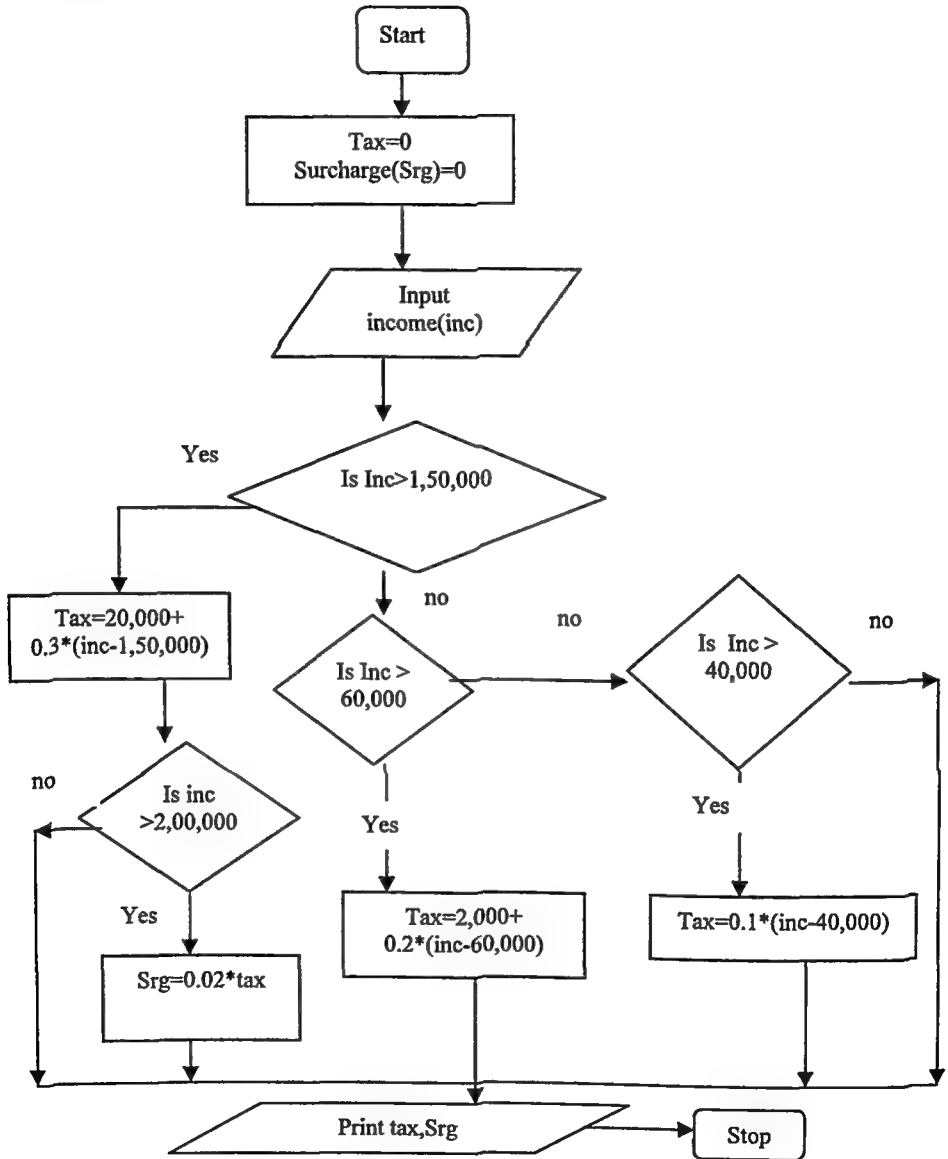 Start
Tax=0
Surcharge(Srg)=0
Input
income(inc)
Yes
Is Inc>1,50,000
no
Tax=20,000+
0.3*(inc-1,50,000)
Is Inc >
60,000
no
Is Inc >
40,000
no
no
Is inc
>2,00,000
Yes
Yes
Yes
Srg=0.02*tax
Tax=2,000+
0.2*(inc-60,000)
Tax=0.1*(inc-40,000)
Print tax,Srg
Stop